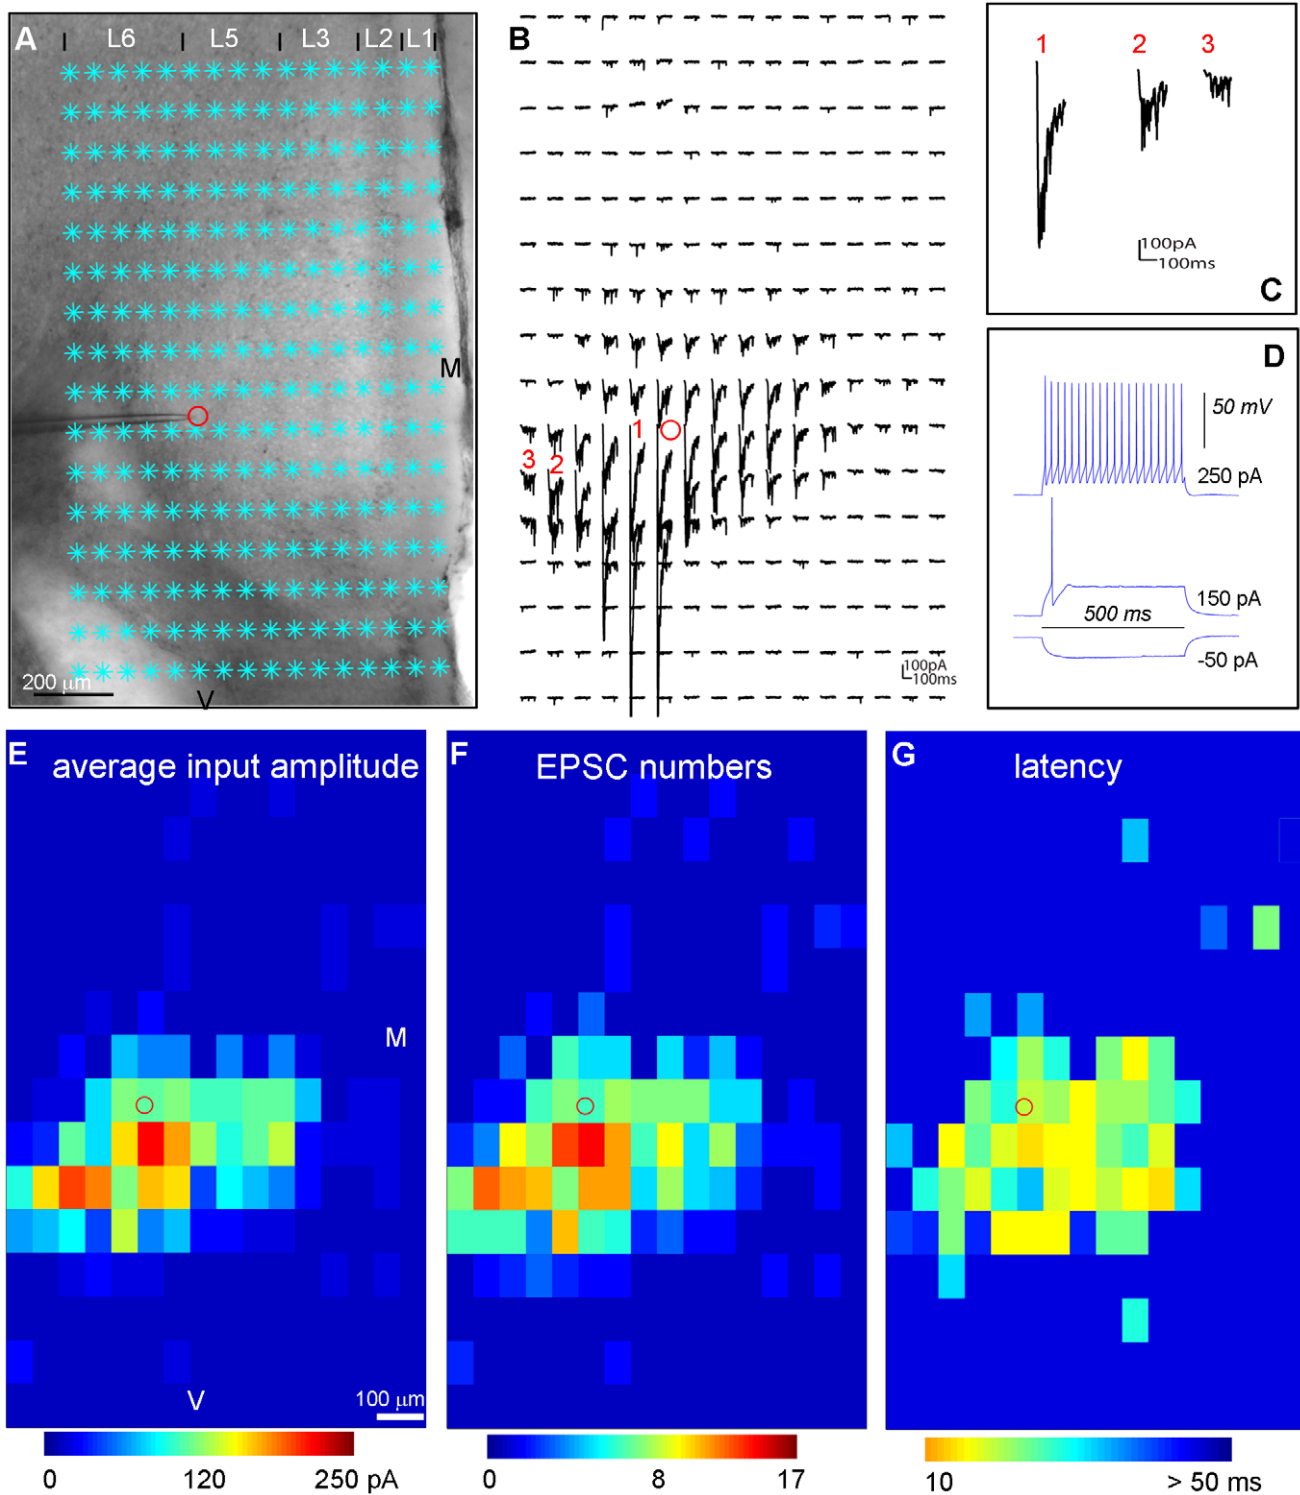 A
L6 L5 L3 L2 L1
M
200 μm
V
B
1
3 2
100pA
100ms
1 2 3
100pA
100ms
C
D
50 mV
250 pA
150 pA
500 ms
-50 pA
E average input amplitude
M
V
100 μm
0 120 250 pA
F EPSC numbers
0 8 17
G latency
10 > 50 ms